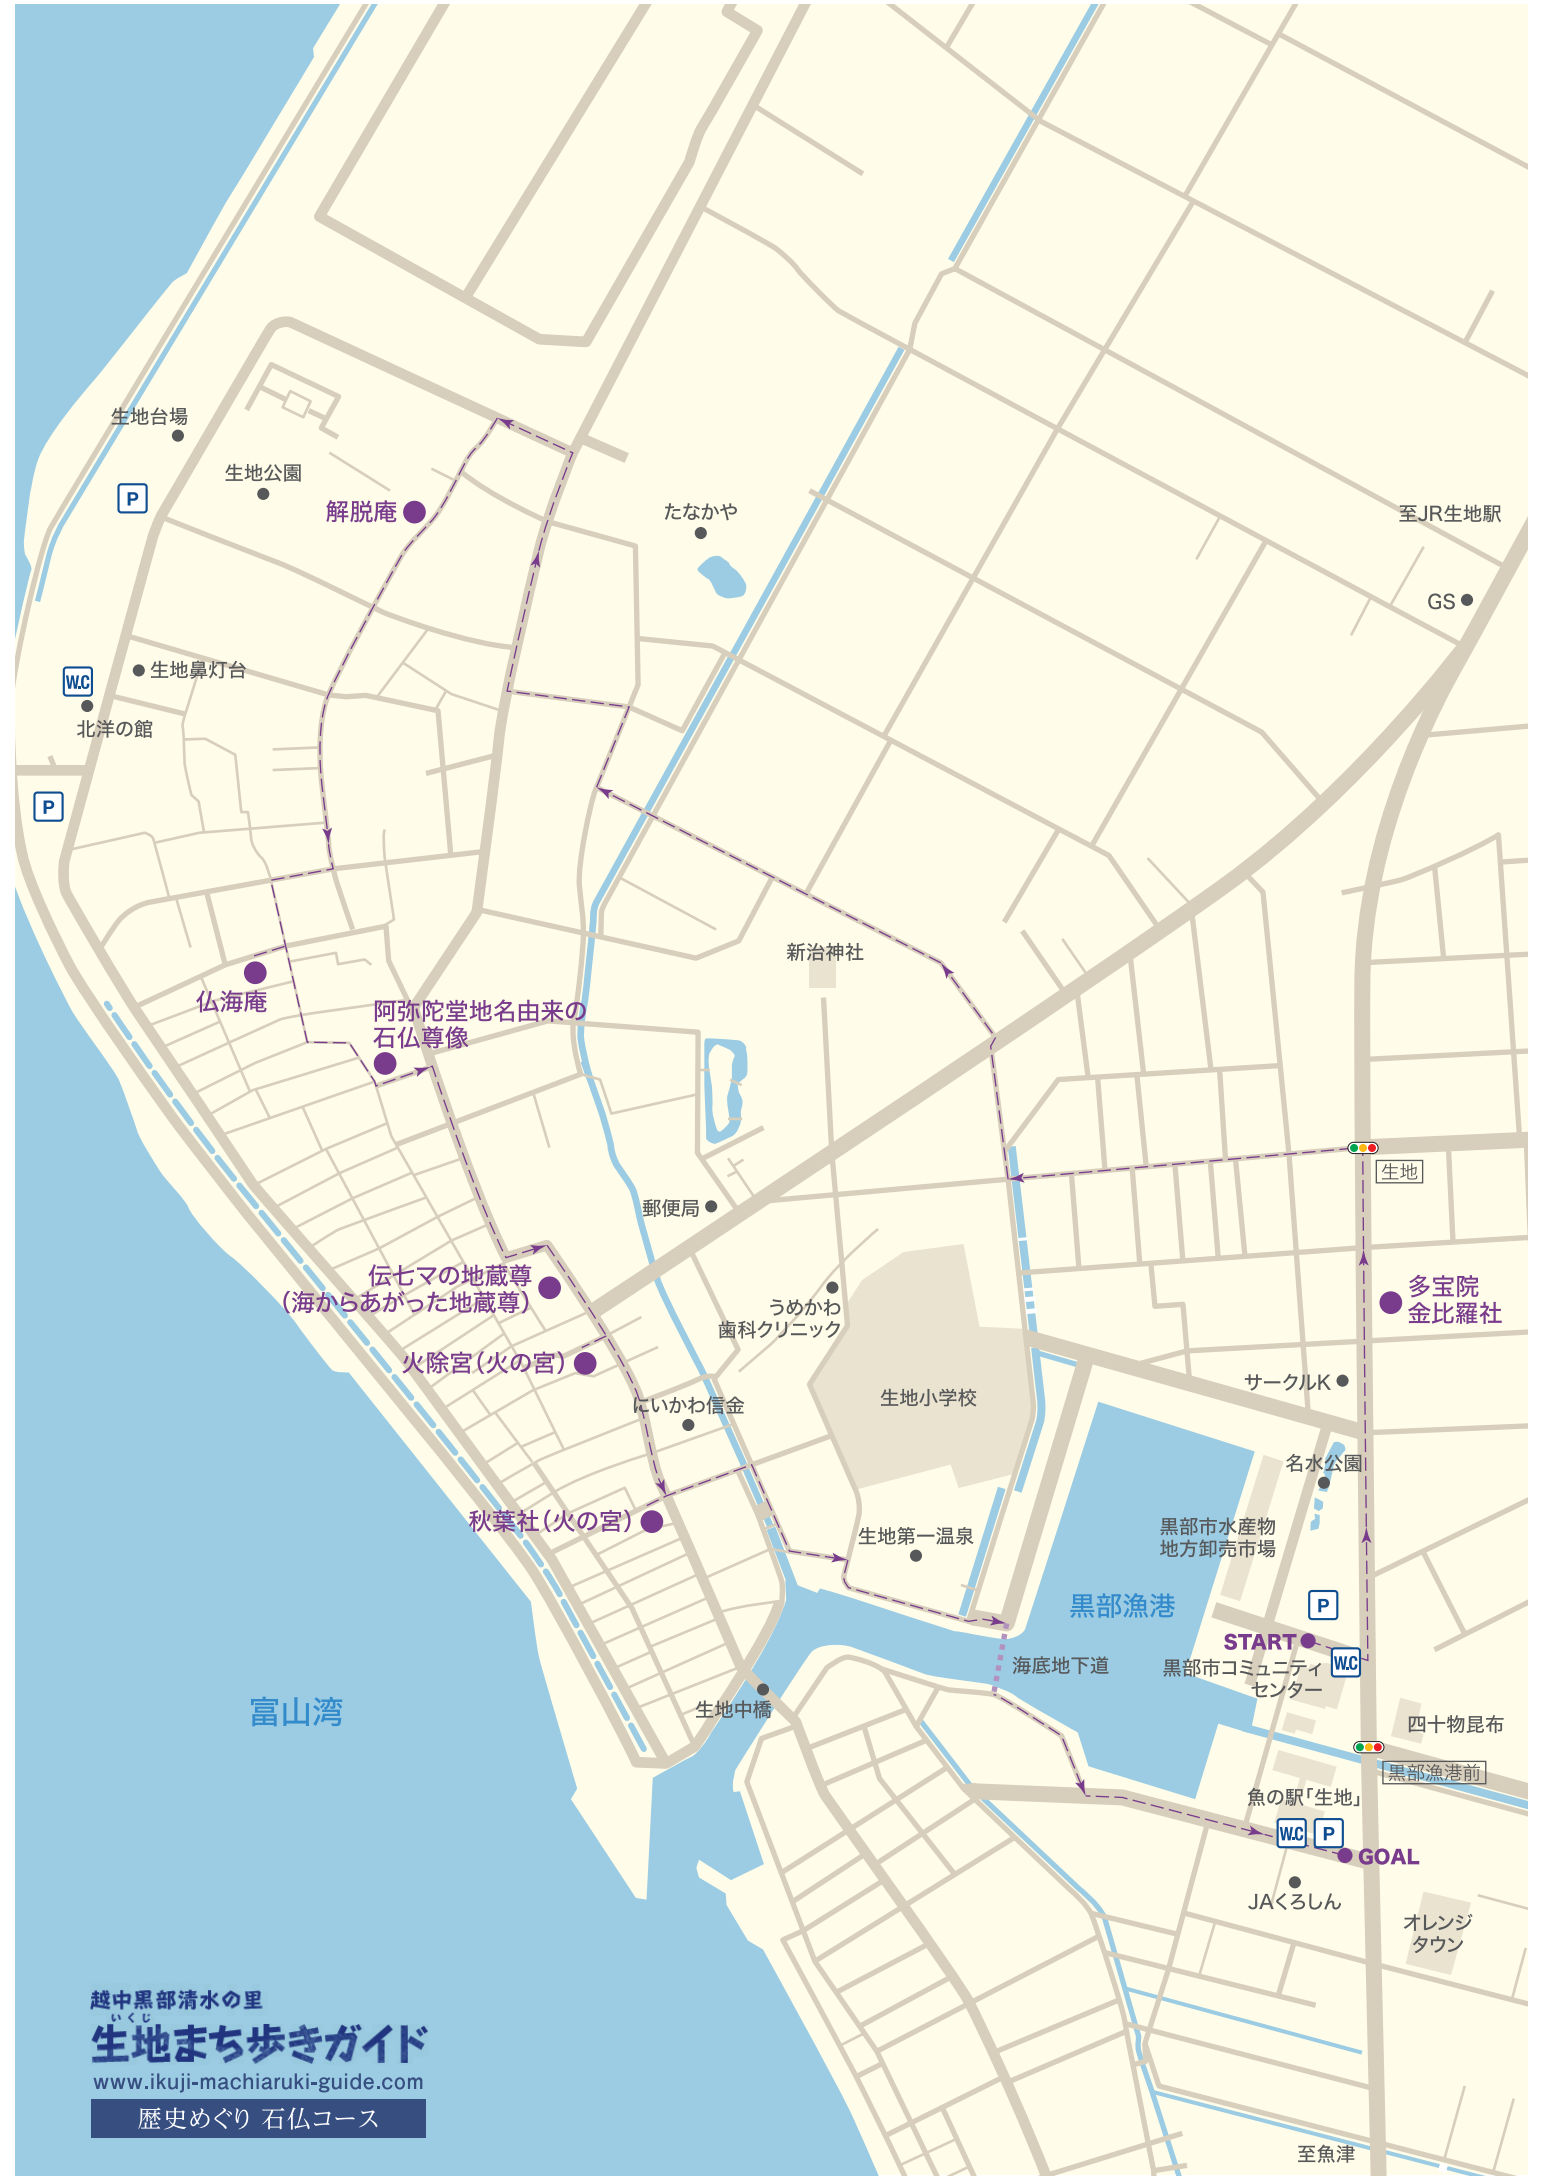 生地台場
P
生地公園
解脱庵
たなかや
至JR生地駅
GS
生地鼻灯台
W.C
北洋の館
P
新治神社
仏海庵
阿弥陀堂地名由来の
石仏尊像
生地
郵便局
伝七マの地蔵尊
（海からあがった地蔵尊）
うめかわ
歯科クリニック
多宝院
金比羅社
火除宮（火の宮）
サークルK
生地小学校
にいかわ信金
名水公園
秋葉社（火の宮）
生地第一温泉
黒部市水産物
地方卸売市場
黒部漁港
P
START
W.C
海底地下道
黒部市コミュニティ
センター
富山湾
生地中橋
四十物昆布
黒部漁港前
魚の駅「生地」
W.C
P
GOAL
JAくろしん
オレンジ
タウン
越中黒部清水の里
いくじ
生地まち歩きガイド
www.ikuji-machiaruki-guide.com
歴史めぐり 石仏コース
至魚津